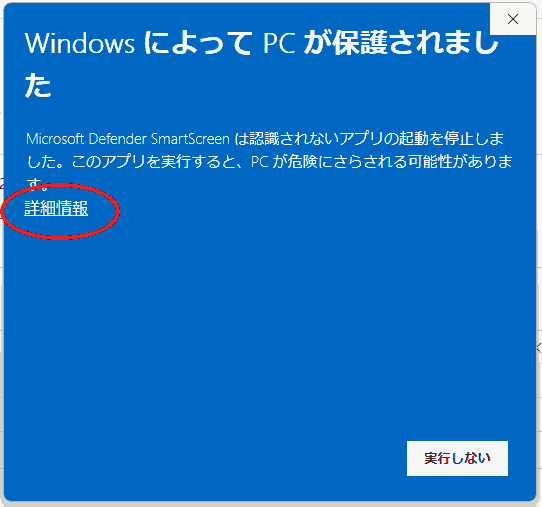 Windows によって PC が保護されまし
た
Microsoft Defender SmartScreen は認識されないアプリの起動を停止しま
した。このアプリを実行すると、PC が危険にさらされる可能性がありま
す。
詳細情報
実行しない